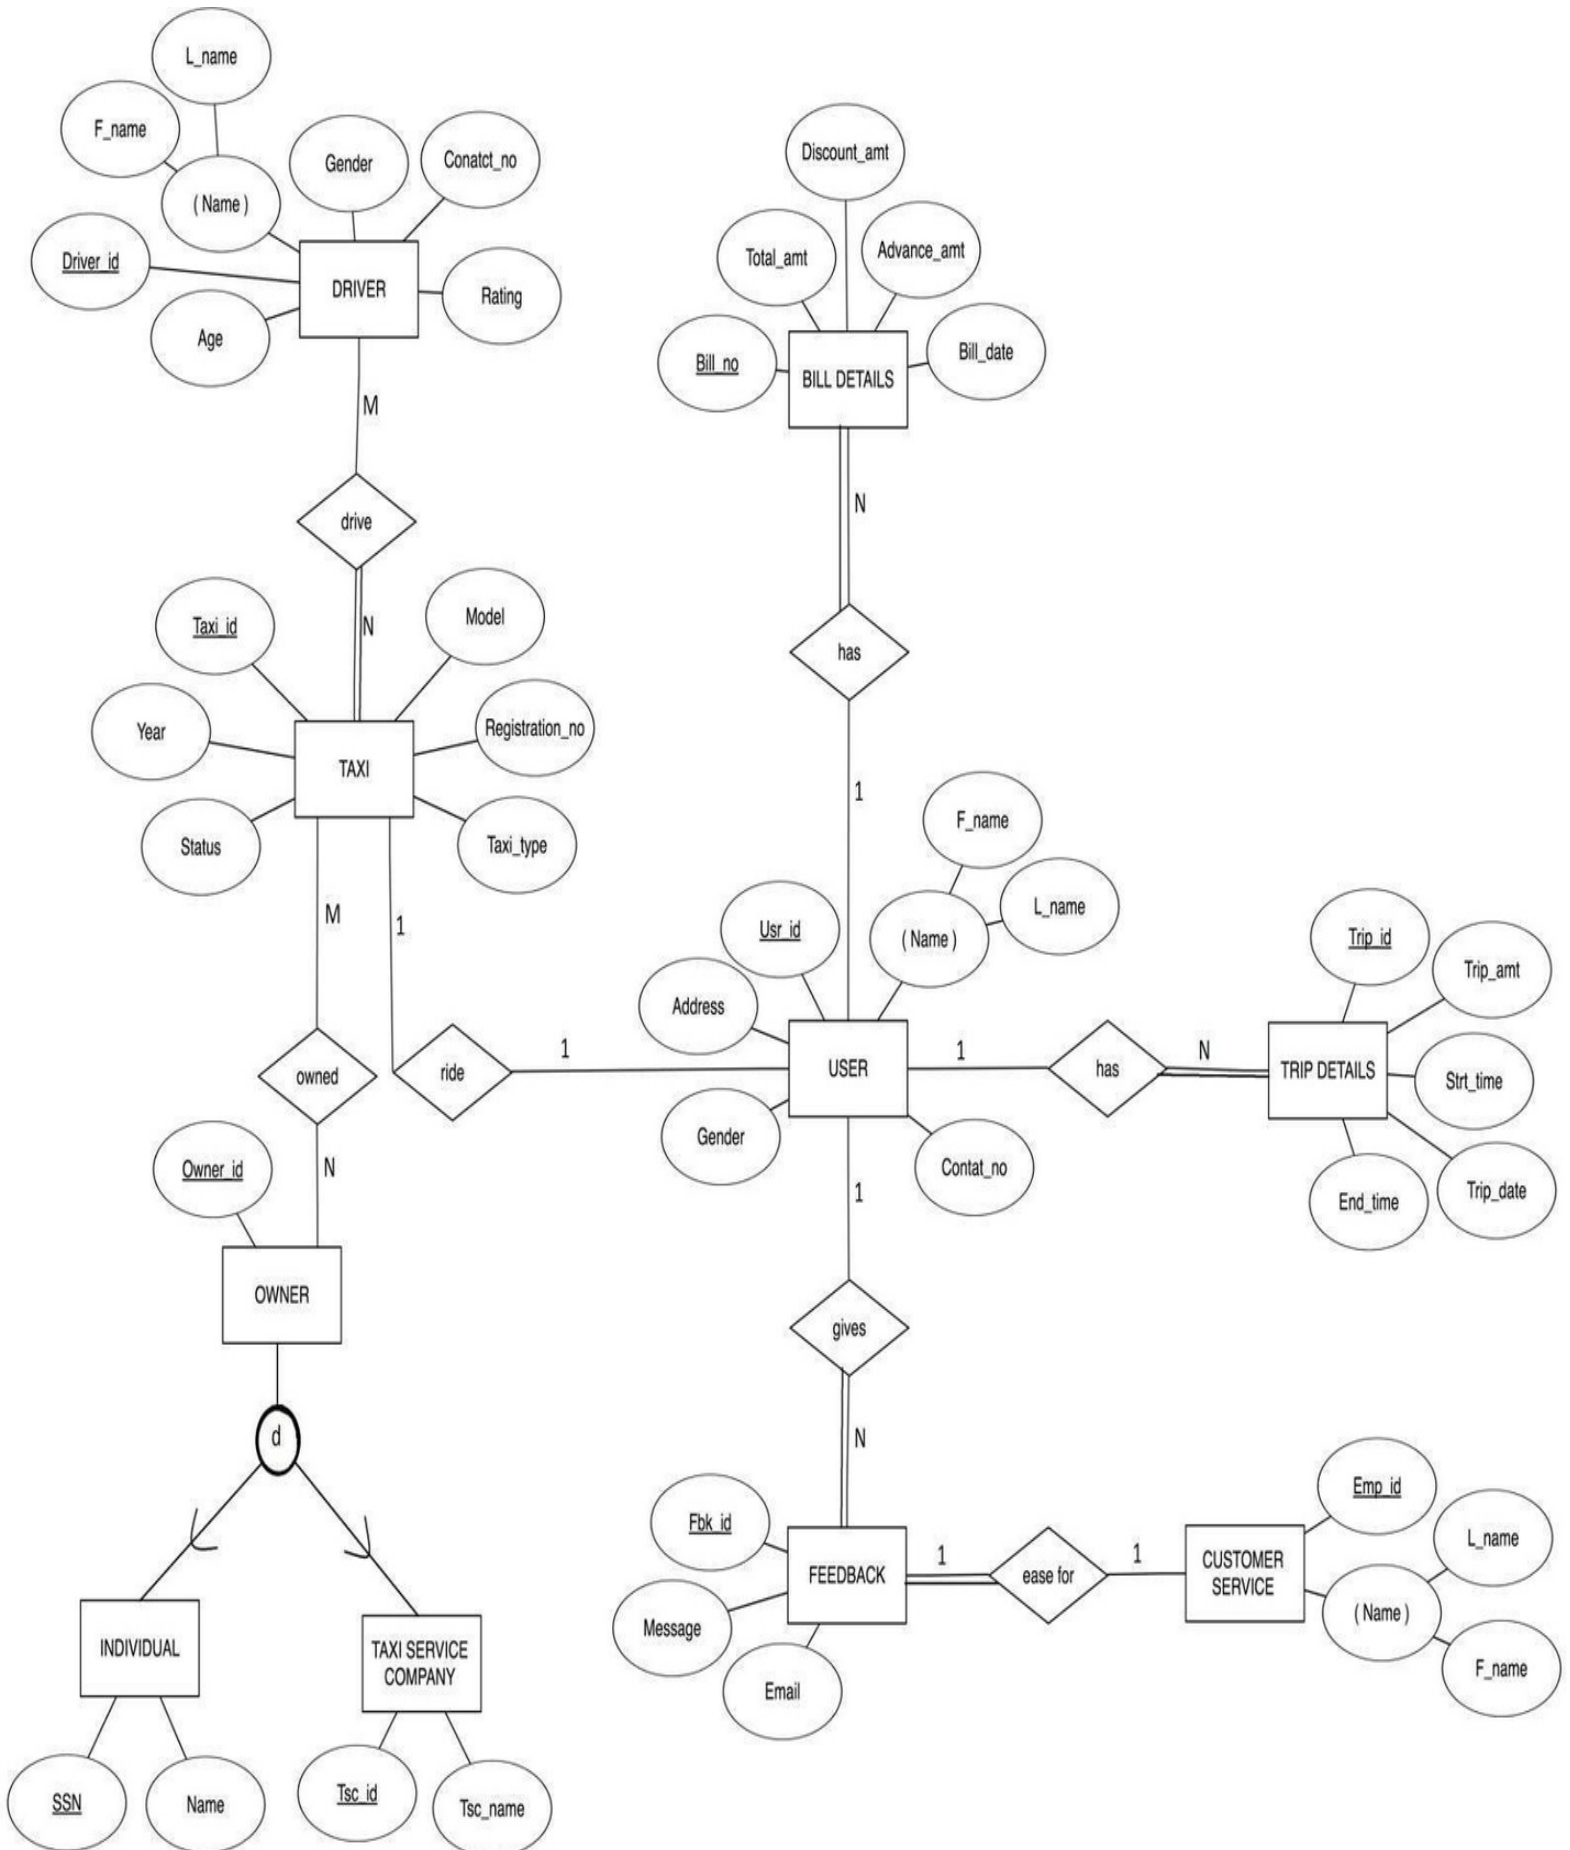 L_name
F_name
( Name )
Gender
Conatct_no
Driver_id
DRIVER
Rating
Age
M
drive
N
Taxi_id
Model
Year
TAXI
Registration_no
Status
Taxi_type
M
1
owned
ride
1
N
Owner_id
OWNER
d
INDIVIDUAL
TAXI SERVICE
COMPANY
SSN
Name
Tsc_id
Tsc_name
Discount_amt
Total_amt
Advance_amt
Bill_no
BILL DETAILS
Bill_date
N
has
1
F_name
L_name
( Name )
Usr_id
Address
USER
Gender
Contat_no
1
has
N
Trip_id
Trip_amt
TRIP DETAILS
Strt_time
Trip_date
End_time
1
gives
N
Fbk_id
FEEDBACK
Message
Email
1
ease for
1
CUSTOMER
SERVICE
Emp_id
L_name
( Name )
F_name